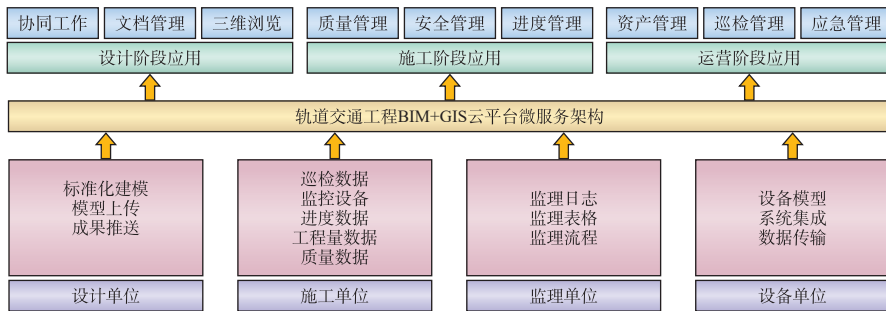 协同工作 文档管理 三维浏览 质量管理 安全管理 进度管理 资产管理 巡检管理 应急管理
设计阶段应用 施工阶段应用 运营阶段应用
轨道交通工程BIM+GIS云平台微服务架构
标准化建模
模型上传
成果推送
巡检数据
监控设备
进度数据
工程量数据
质量数据
监理日志
监理表格
监理流程
设备模型
系统集成
数据传输
设计单位 施工单位 监理单位 设备单位